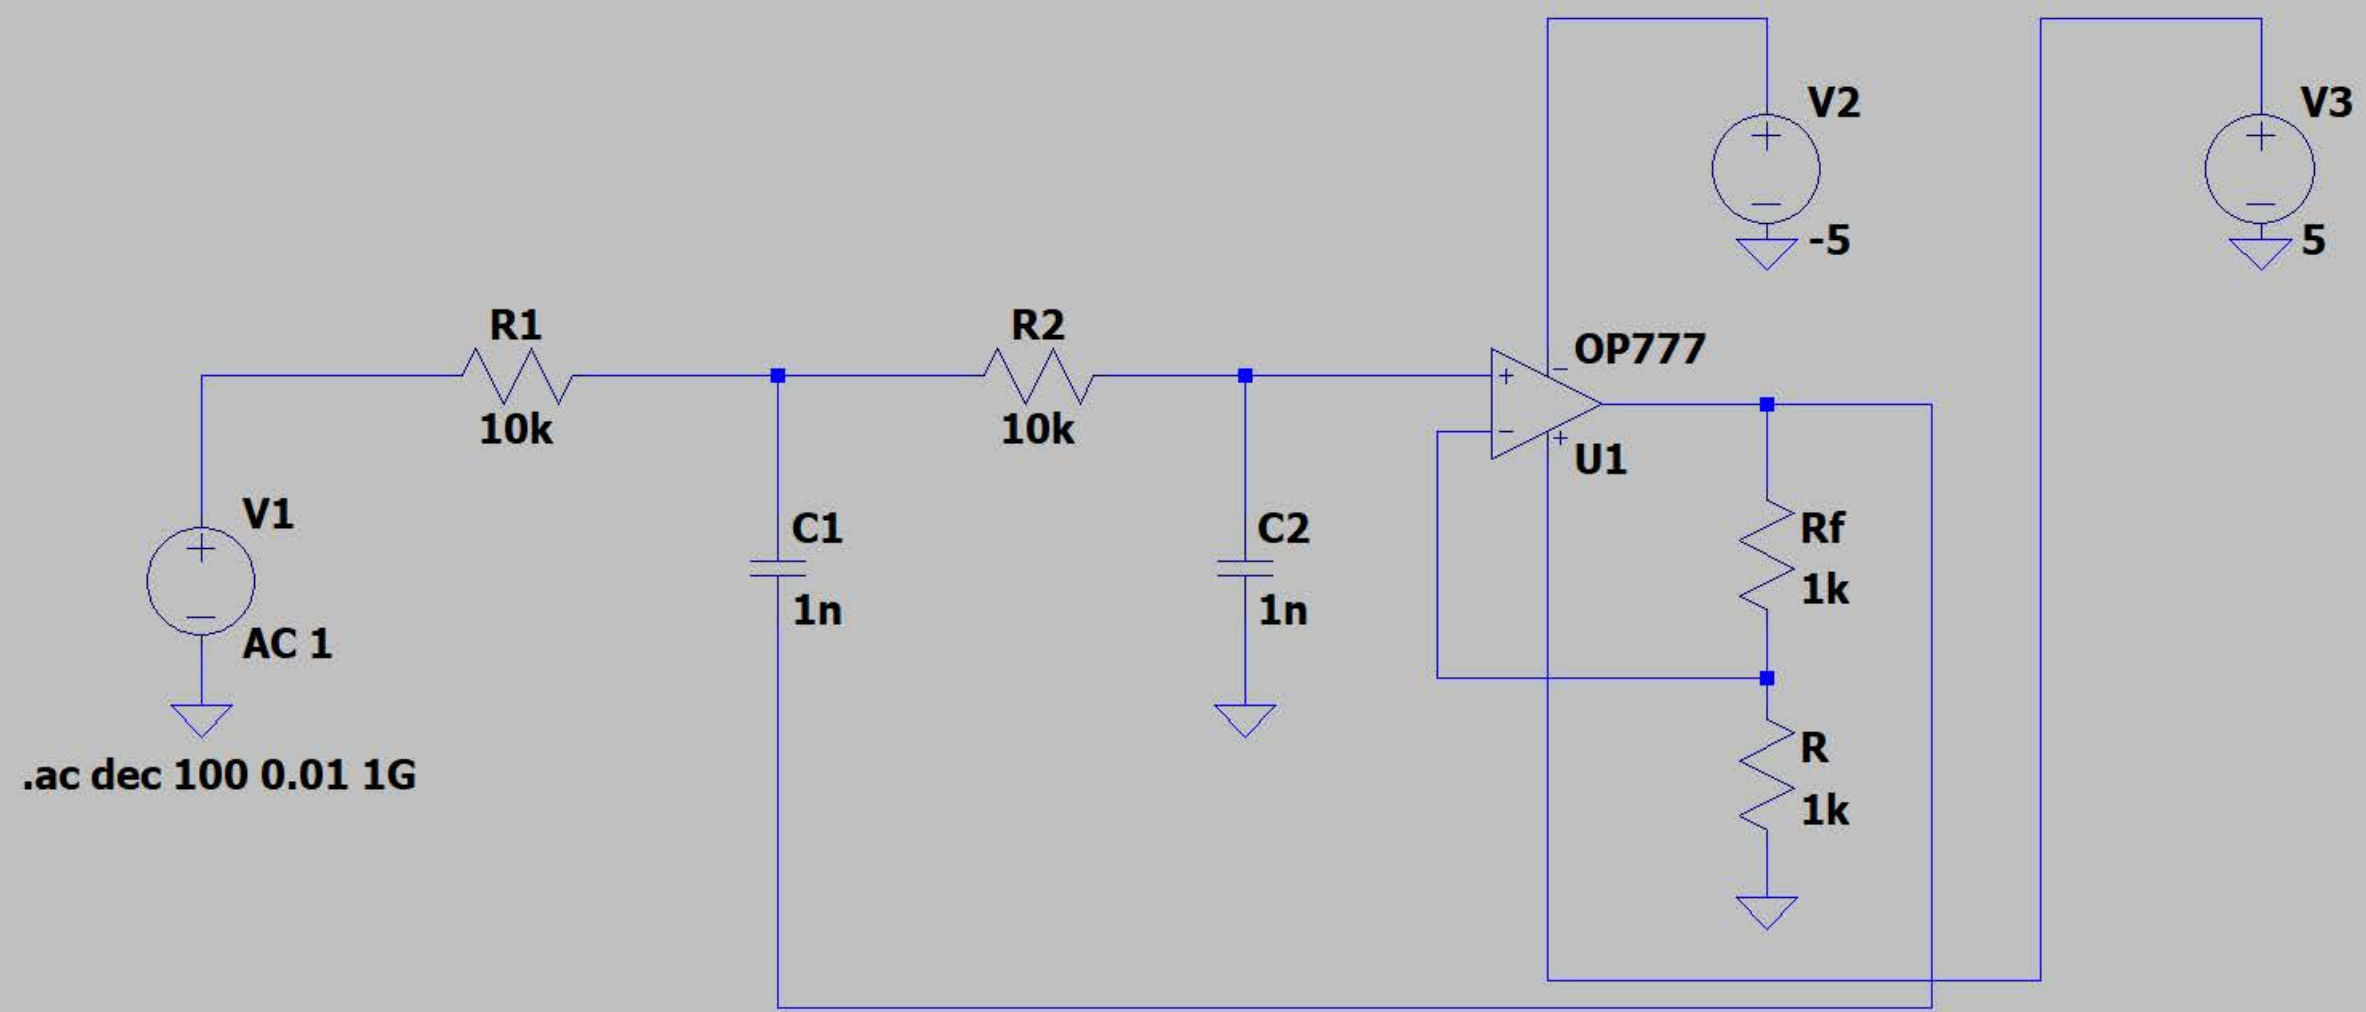 V2
V3
-5
5
R1
R2
10k
10k
OP777
U1
V1
AC 1
C1
1n
C2
1n
Rf
1k
R
1k
.ac dec 100 0.01 1G